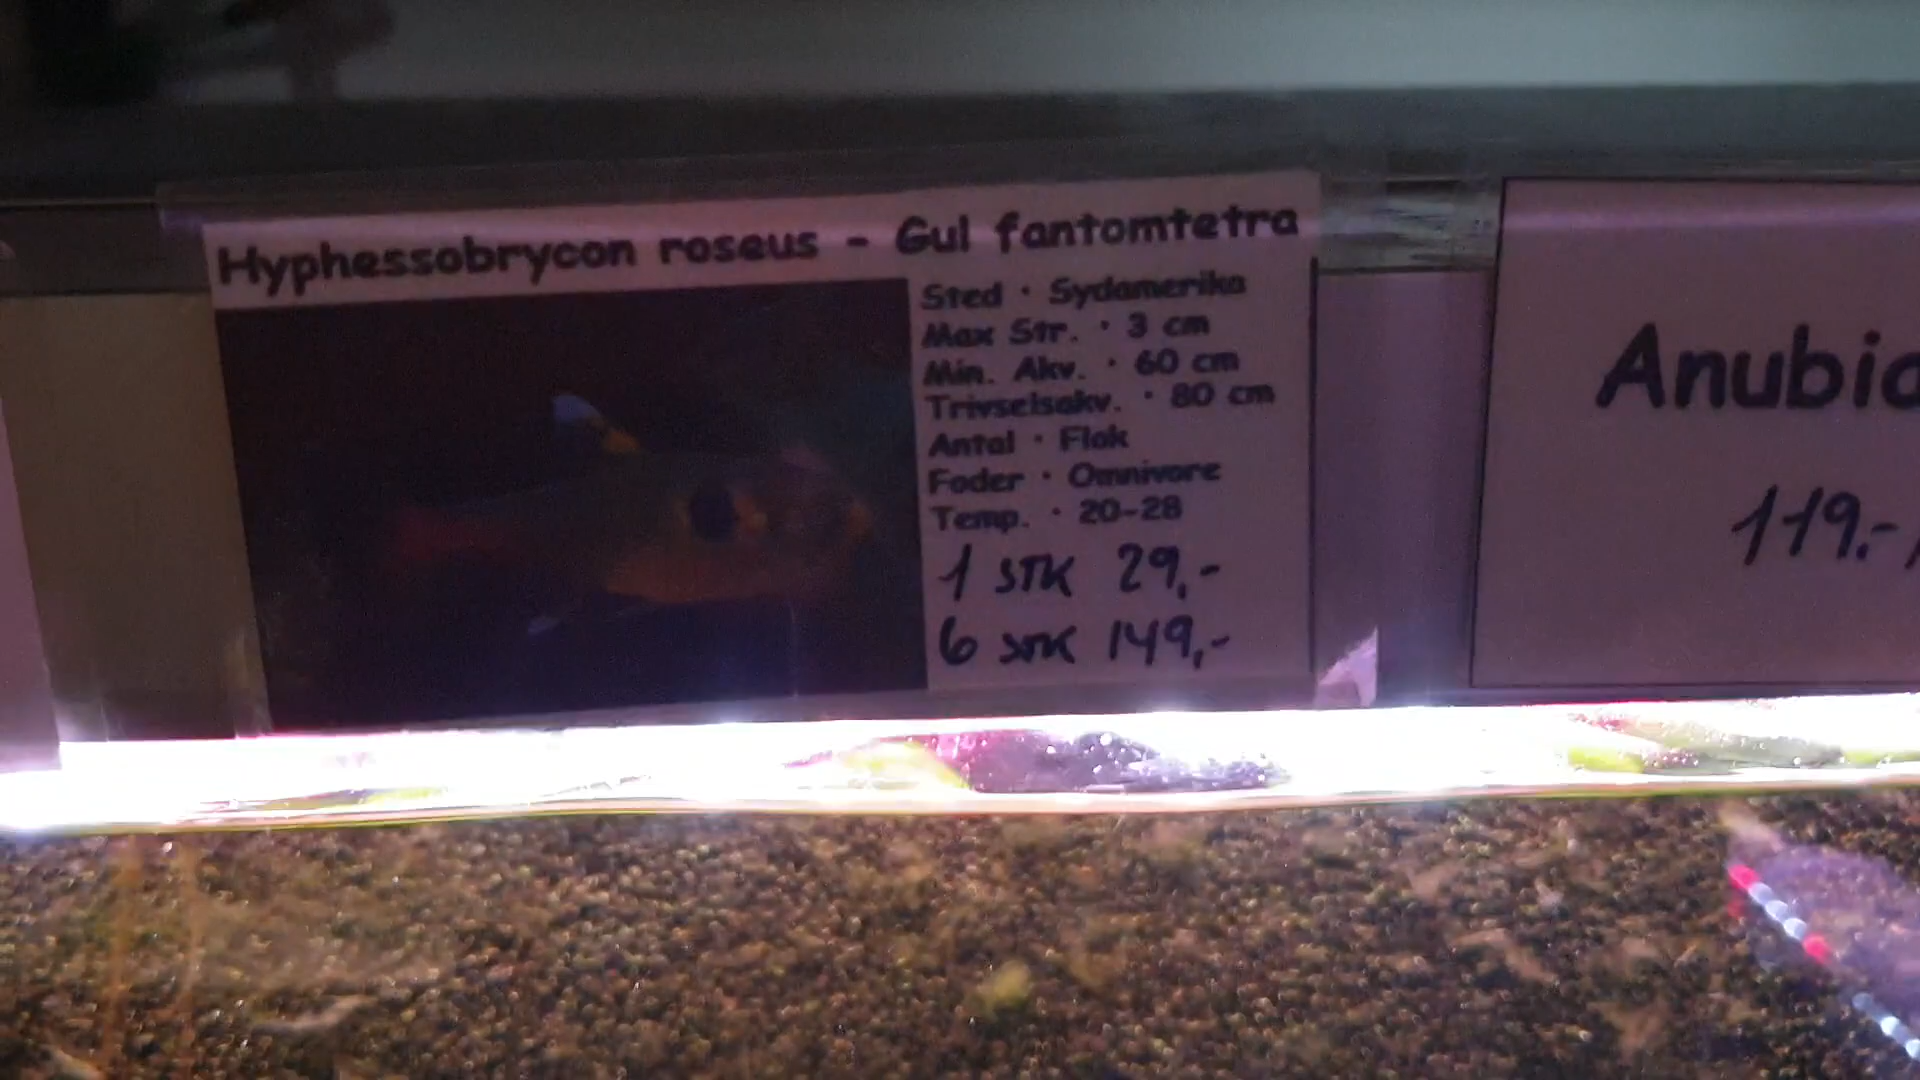 Hyphessobrycon roseus - Gul fantomtetra
Sted · Sydamerika
Max Str. · 3 cm
Min. Akv. · 60 cm
Trivselsakv. · 80 cm
Antal · Flok
Foder · Omnivore
Temp. · 20-28
1 STK 29,-
6 STK 149,-
Anubia
119.-